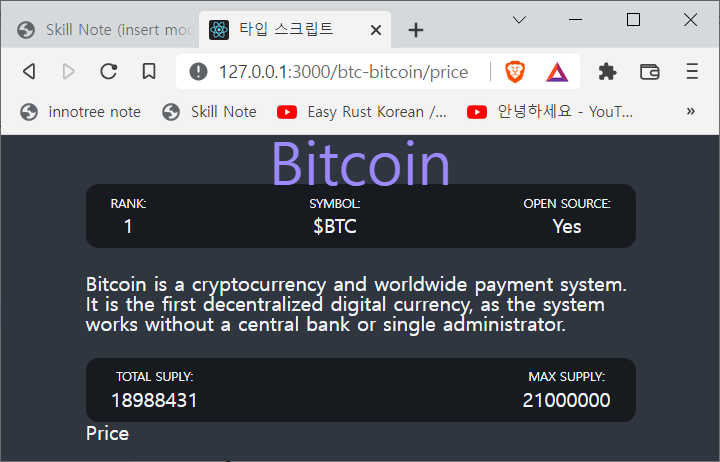 Skill Note (insert mod
타입 스크립트
127.0.0.1:3000/btc-bitcoin/price
innotree note
Skill Note
Easy Rust Korean /...
안녕하세요 - YouT...
»
Bitcoin
RANK: SYMBOL: OPEN SOURCE:
1 $BTC Yes
Bitcoin is a cryptocurrency and worldwide payment system.
It is the first decentralized digital currency, as the system
works without a central bank or single administrator.
TOTAL SUPLY: MAX SUPPLY:
18988431 21000000
Price